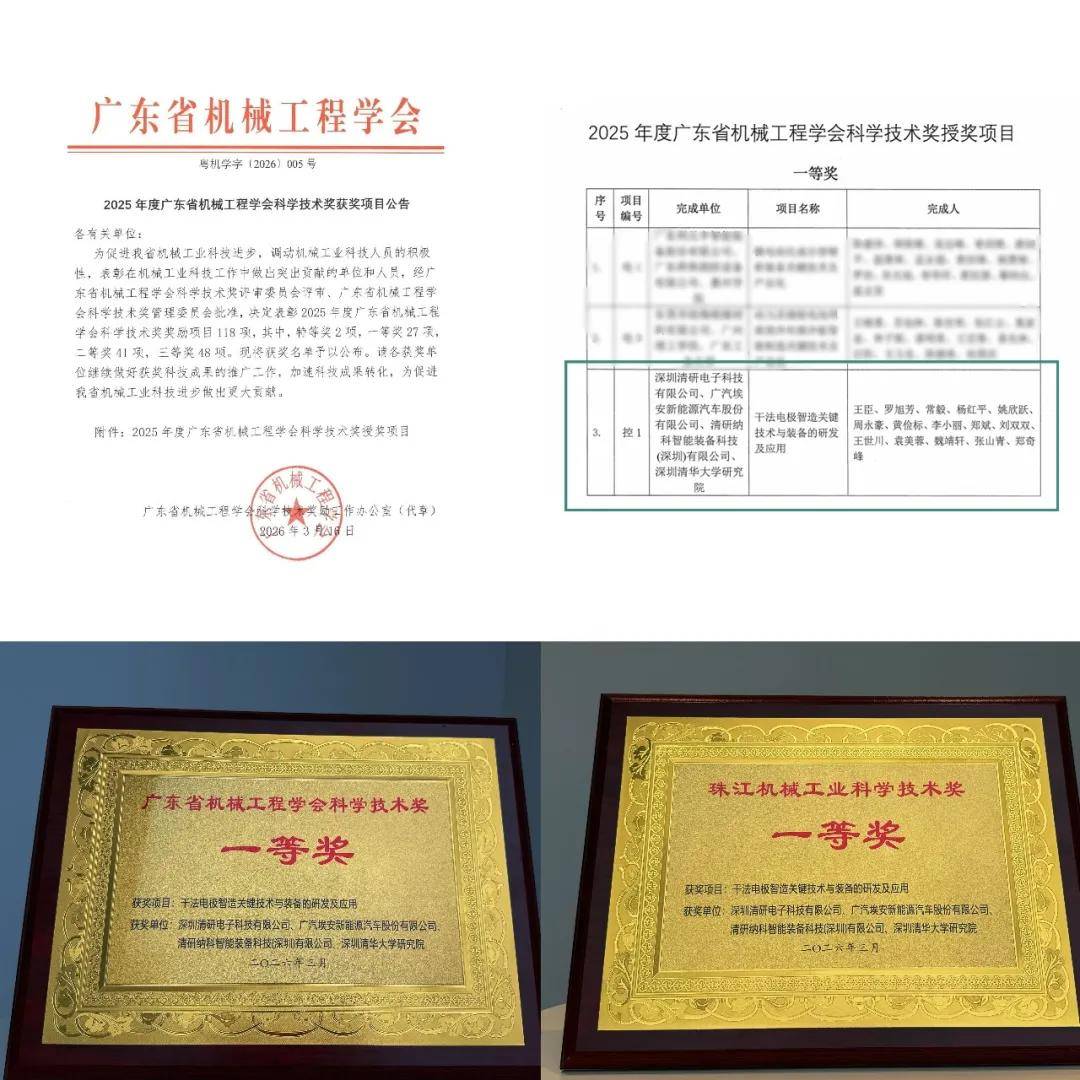 广东省机械工程学会
粤机学字〔2026〕005 号
2025 年度广东省机械工程学会科学技术奖获奖项目公告
各有关单位：
为促进我省机械工业科技进步，调动机械工业科技人员的积极
性，表彰在机械工业科技工作中做出突出贡献的单位和人员，经广
东省机械工程学会科学技术奖评审委员会评审、广东省机械工程学
会科学技术奖管理委员会批准，决定表彰 2025 年度广东省机械工程
学会科学技术奖奖励项目 118 项，其中，特等奖 2 项，一等奖 27 项，
二等奖 41 项，三等奖 48 项。现将获奖名单予以公布。请各获奖单
位继续做好获奖科技成果的推广工作，加速科技成果转化，为促进
我省机械工业科技进步做出更大贡献。
附件：2025 年度广东省机械工程学会科学技术奖授奖项目
广东省机械工程学会科学技术奖励工作办公室（代章）
2026 年 3 月 16 日
广东省机械工程学会
2025 年度广东省机械工程学会科学技术奖授奖项目
一等奖
序号 项目编号 完成单位 项目名称 完成人
1.
2.
3.
控 1
深圳清研电子科技
有限公司、广汽埃
安新能源汽车股份
有限公司、清研纳
科智能装备科技
(深圳)有限公司、
深圳清华大学研究
院
干法电极智造关键
技术与装备的研发
及应用
王臣、罗旭芳、常毅、杨红平、姚欣跃、
周永豪、黄俭标、李小丽、郑斌、刘双双、
王世川、袁美蓉、魏靖轩、张山青、郑奇
峰
广东省机械工程学会科学技术奖
一等奖
获奖项目：干法电极智造关键技术与装备的研发及应用
获奖单位：深圳清研电子科技有限公司、广汽埃安新能源汽车股份有限公司、
清研纳科智能装备科技(深圳)有限公司、深圳清华大学研究院
二〇二六年三月
珠江机械工业科学技术奖
一等奖
获奖项目：干法电极智造关键技术与装备的研发及应用
获奖单位：深圳清研电子科技有限公司、广汽埃安新能源汽车股份有限公司、
清研纳科智能装备科技(深圳)有限公司、深圳清华大学研究院
二〇二六年三月